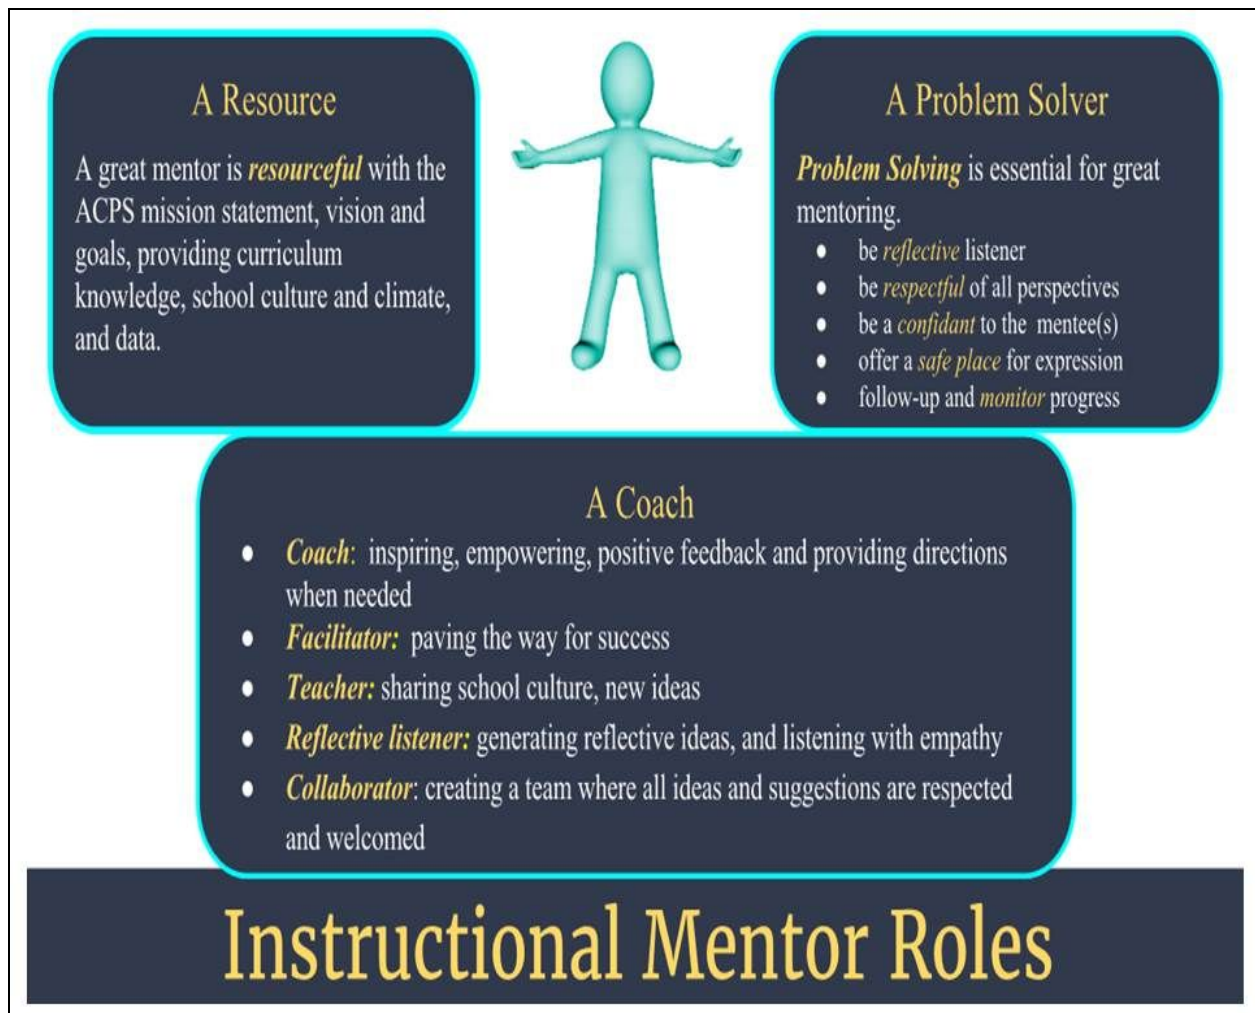 A Resource
A great mentor is resourceful with the
ACPS mission statement, vision and
goals, providing curriculum
knowledge, school culture and climate,
and data.
A Problem Solver
Problem Solving is essential for great
mentoring.
● be reflective listener
● be respectful of all perspectives
● be a confidant to the mentee(s)
● offer a safe place for expression
● follow-up and monitor progress
A Coach
● Coach: inspiring, empowering, positive feedback and providing directions
when needed
● Facilitator: paving the way for success
● Teacher: sharing school culture, new ideas
● Reflective listener: generating reflective ideas, and listening with empathy
● Collaborator: creating a team where all ideas and suggestions are respected
and welcomed
Instructional Mentor Roles